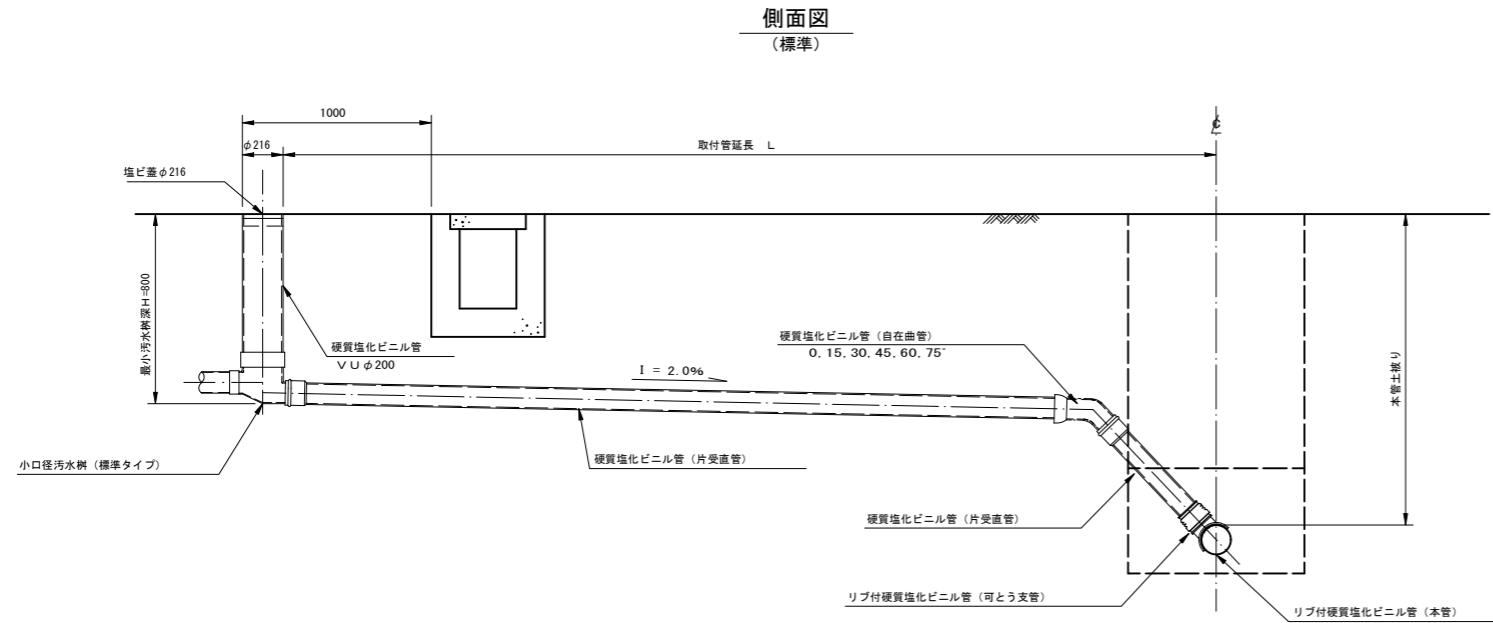 側面図
(標準)
1000
φ216
取付管延長 L
塩ビ蓋φ216
最小汚水桝深H=800
硬質塩化ビニル管
VUφ200
I = 2.0%
硬質塩化ビニル管(自在曲管)
0, 15, 30, 45, 60, 75°
本管土被り
小口径汚水桝(標準タイプ)
硬質塩化ビニル管(片受直管)
硬質塩化ビニル管(片受直管)
リブ付硬質塩化ビニル管(可とう支管)
リブ付硬質塩化ビニル管(本管)